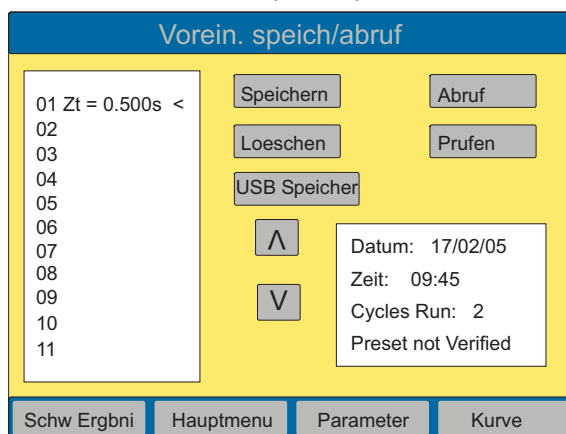 Vorein. speich/abruf
01 Zt = 0.500s <
02
03
04
05
06
07
08
09
10
11
Speichern
Abruf
Loeschen
Prufen
USB Speicher
Λ
V
Datum: 17/02/05
Zeit: 09:45
Cycles Run: 2
Preset not Verified
Schw Ergbni
Hauptmenu
Parameter
Kurve